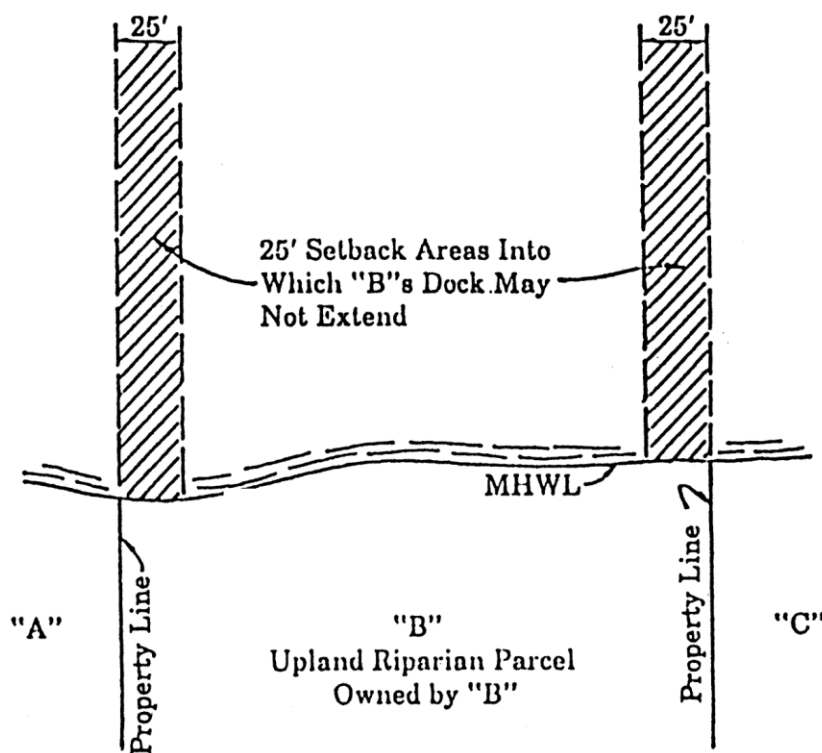 25'
25'
25' Setback Areas Into
Which "B"s Dock May
Not Extend
MHWL
Property Line
Property Line
"A"
"B"
Upland Riparian Parcel
Owned by "B"
"C"